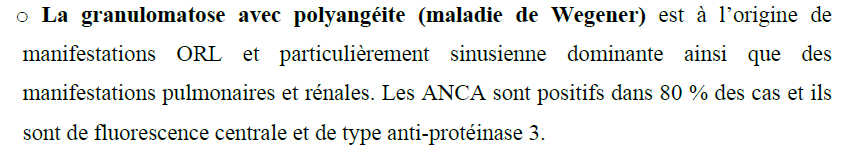 o La granulomatose avec polyangéite (maladie de Wegener) est à l’origine de
manifestations ORL et particulièrement sinusienne dominante ainsi que des
manifestations pulmonaires et rénales. Les ANCA sont positifs dans 80 % des cas et ils
sont de fluorescence centrale et de type anti-protéinase 3.